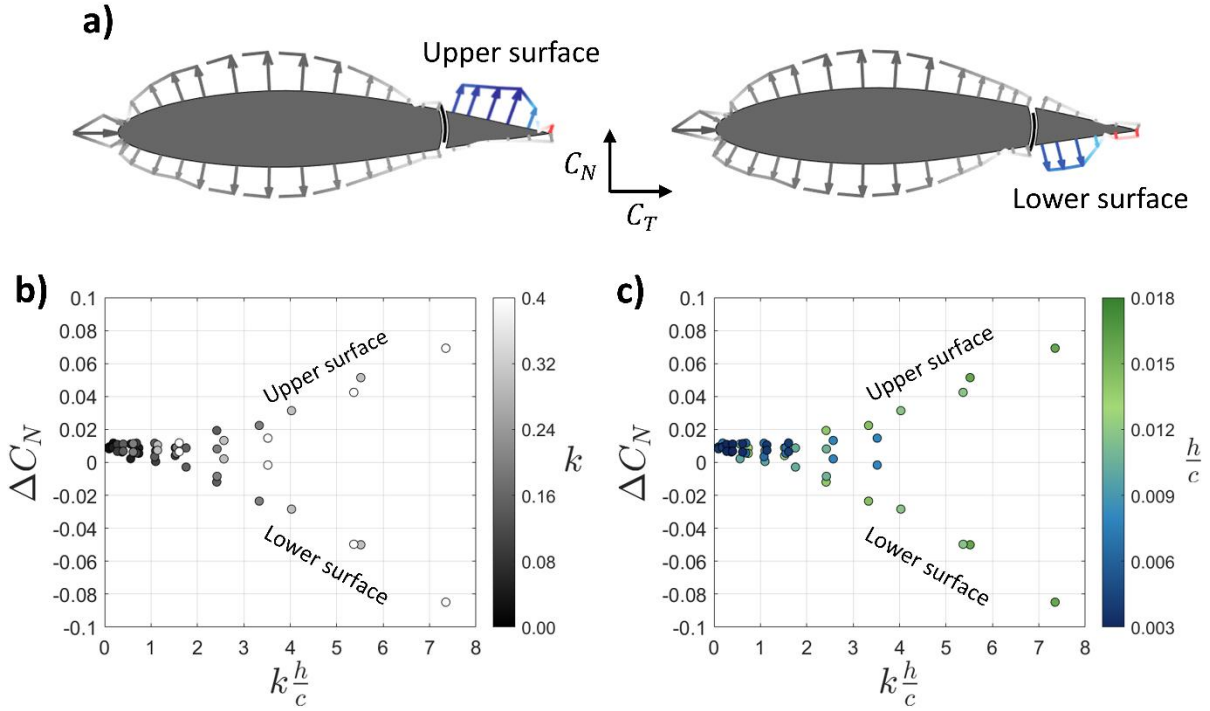 a)
Upper surface
C_N
C_T
Lower surface
b)
0.1
0.08
0.06
0.04
0.02
0
-0.02
-0.04
-0.06
-0.08
-0.1
ΔC_N
0 1 2 3 4 5 6 7 8
k h/c
Upper surface
Lower surface
0.4
0.32
0.24
0.16
0.08
0.00
k
c)
0.1
0.08
0.06
0.04
0.02
0
-0.02
-0.04
-0.06
-0.08
-0.1
ΔC_N
0 1 2 3 4 5 6 7 8
k h/c
Upper surface
Lower surface
0.018
0.015
0.012
0.009
0.006
0.003
h/c